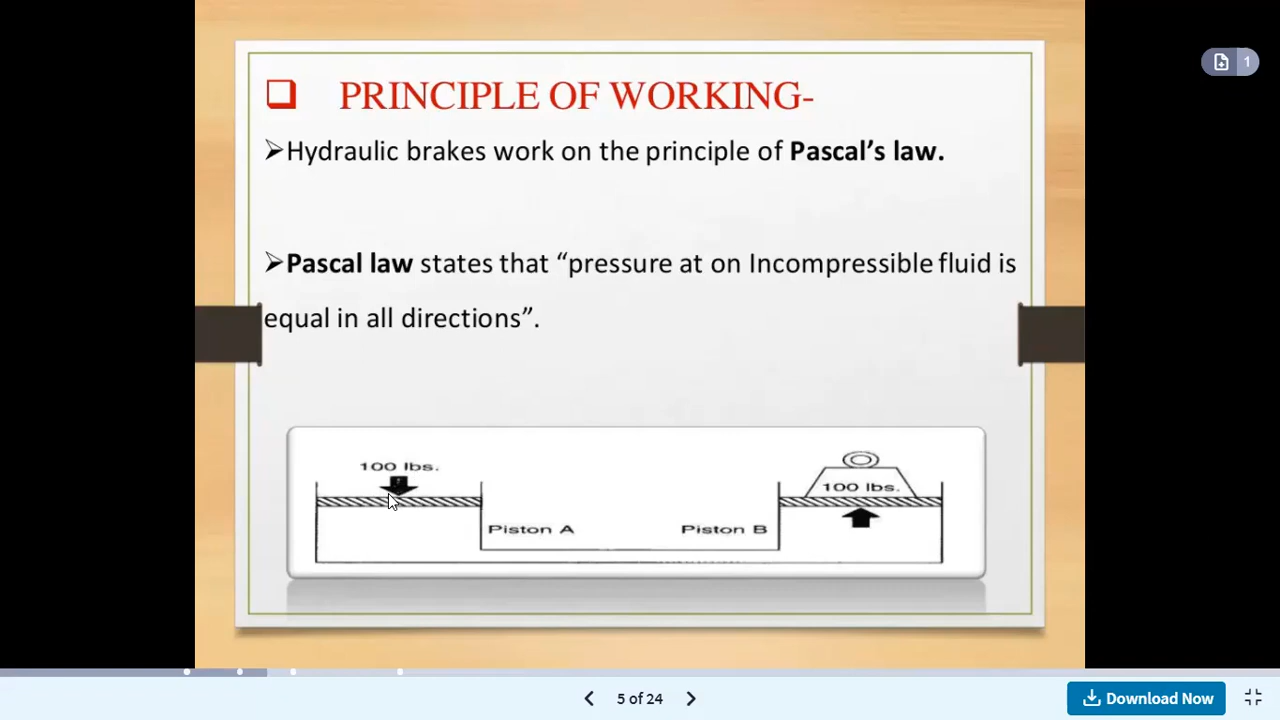 PRINCIPLE OF WORKING-
Hydraulic brakes work on the principle of Pascal’s law.
Pascal law states that “pressure at on Incompressible fluid is
equal in all directions”.
100 lbs.
100 lbs.
Piston A
Piston B
1
5 of 24
Download Now